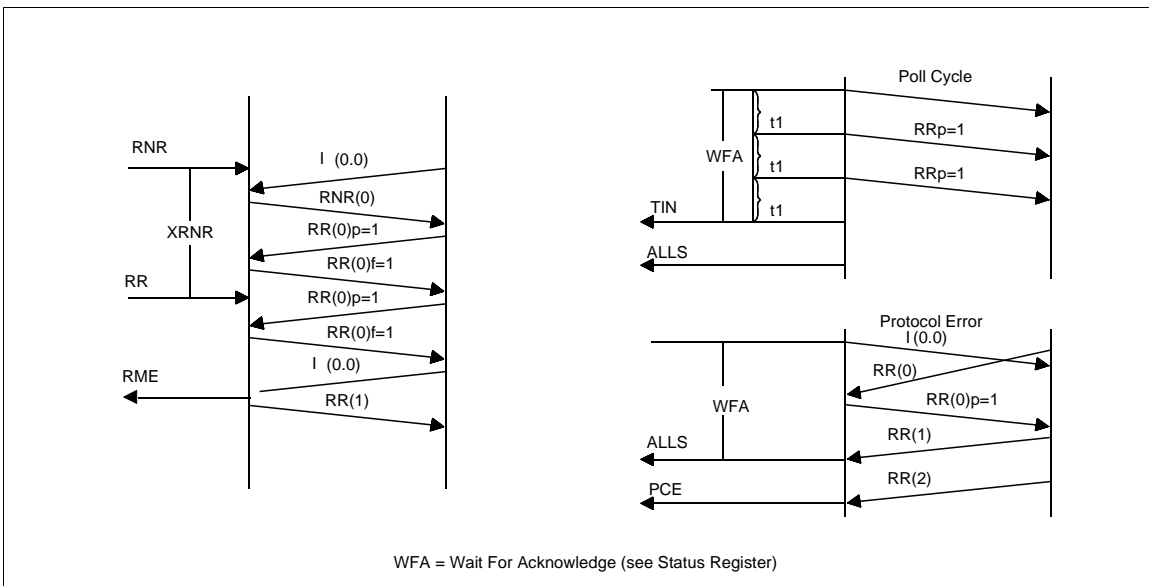 RNR
I (0.0)
RNR(0)
XRNR
RR(0)p=1
RR(0)f=1
RR
RR(0)p=1
RR(0)f=1
I (0.0)
RME
RR(1)
Poll Cycle
t1
RRp=1
WFA
t1
RRp=1
t1
TIN
ALLS
Protocol Error
I(0.0)
RR(0)
WFA
RR(0)p=1
ALLS
RR(1)
PCE
RR(2)
WFA = Wait For Acknowledge (see Status Register)